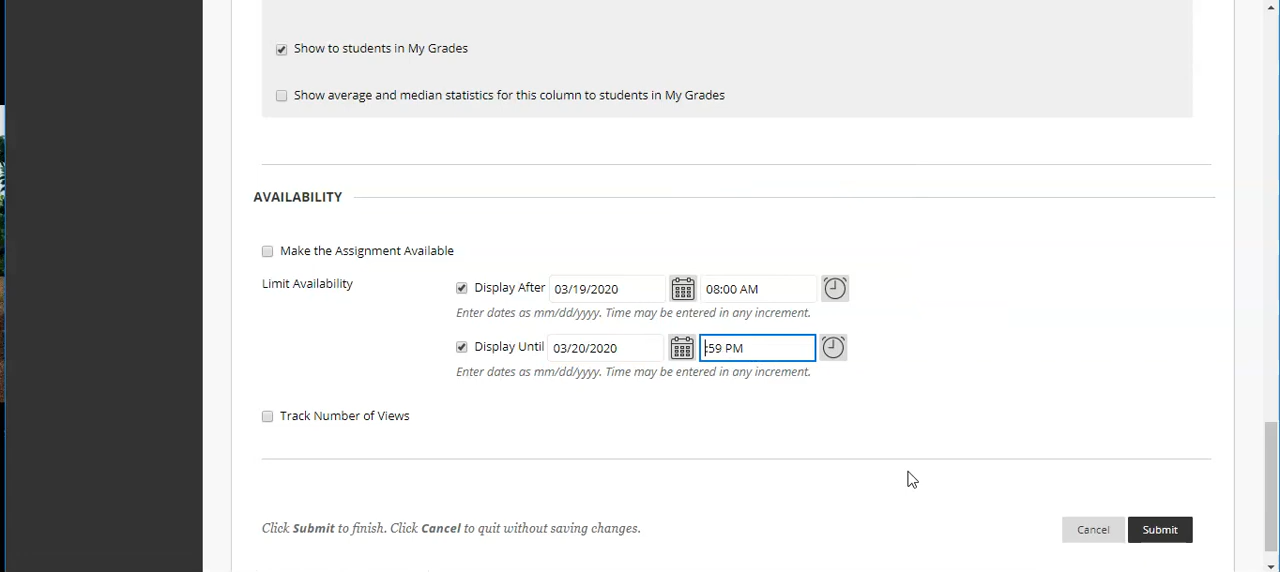 Show to students in My Grades
Show average and median statistics for this column to students in My Grades
AVAILABILITY
Make the Assignment Available
Limit Availability
Display After 03/19/2020 08:00 AM
Enter dates as mm/dd/yyyy. Time may be entered in any increment.
Display Until 03/20/2020 :59 PM
Enter dates as mm/dd/yyyy. Time may be entered in any increment.
Track Number of Views
Click Submit to finish. Click Cancel to quit without saving changes.
Cancel Submit